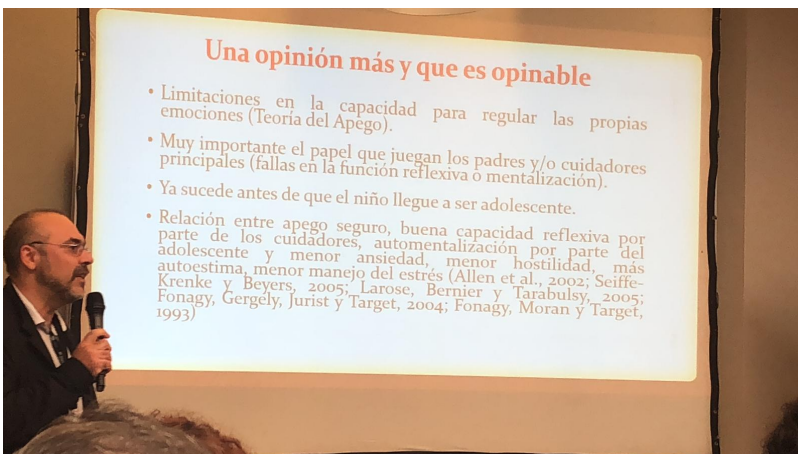 Una opinión más y que es opinable
• Limitaciones en la capacidad para regular las propias
emociones (Teoría del Apego).
• Muy importante el papel que juegan los padres y/o cuidadores
principales (fallas en la función reflexiva o mentalización).
• Ya sucede antes de que el niño llegue a ser adolescente.
• Relación entre apego seguro, buena capacidad reflexiva por
parte de los cuidadores, automentalización por parte del
adolescente y menor ansiedad, menor hostilidad, más
autoestima, menor manejo del estrés (Allen et al., 2002; Seiffe-
Krenke y Beyers, 2005; Larose, Bernier y Tarabulsy, 2005;
Fonagy, Gergely, Jurist y Target, 2004; Fonagy, Moran y Target,
1993)